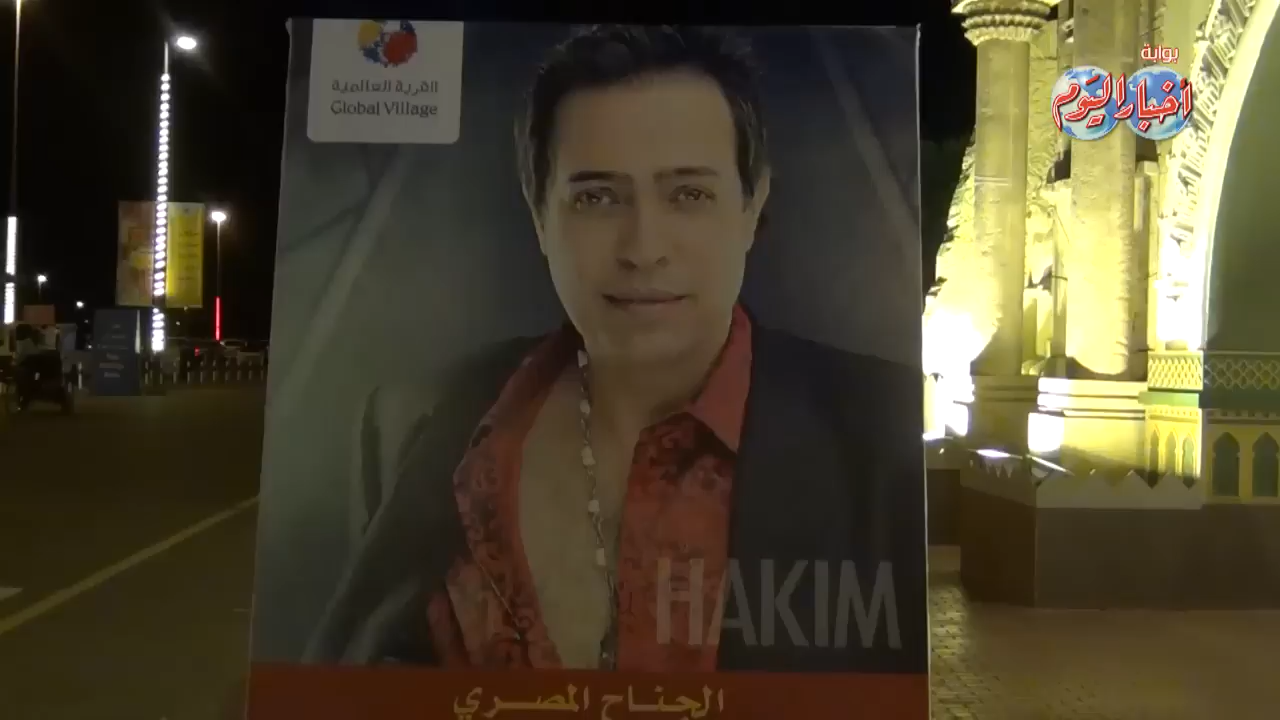 القرية العالمية
Global Village
بوابة
أخبار اليوم
HAKIM
الجناح المصري